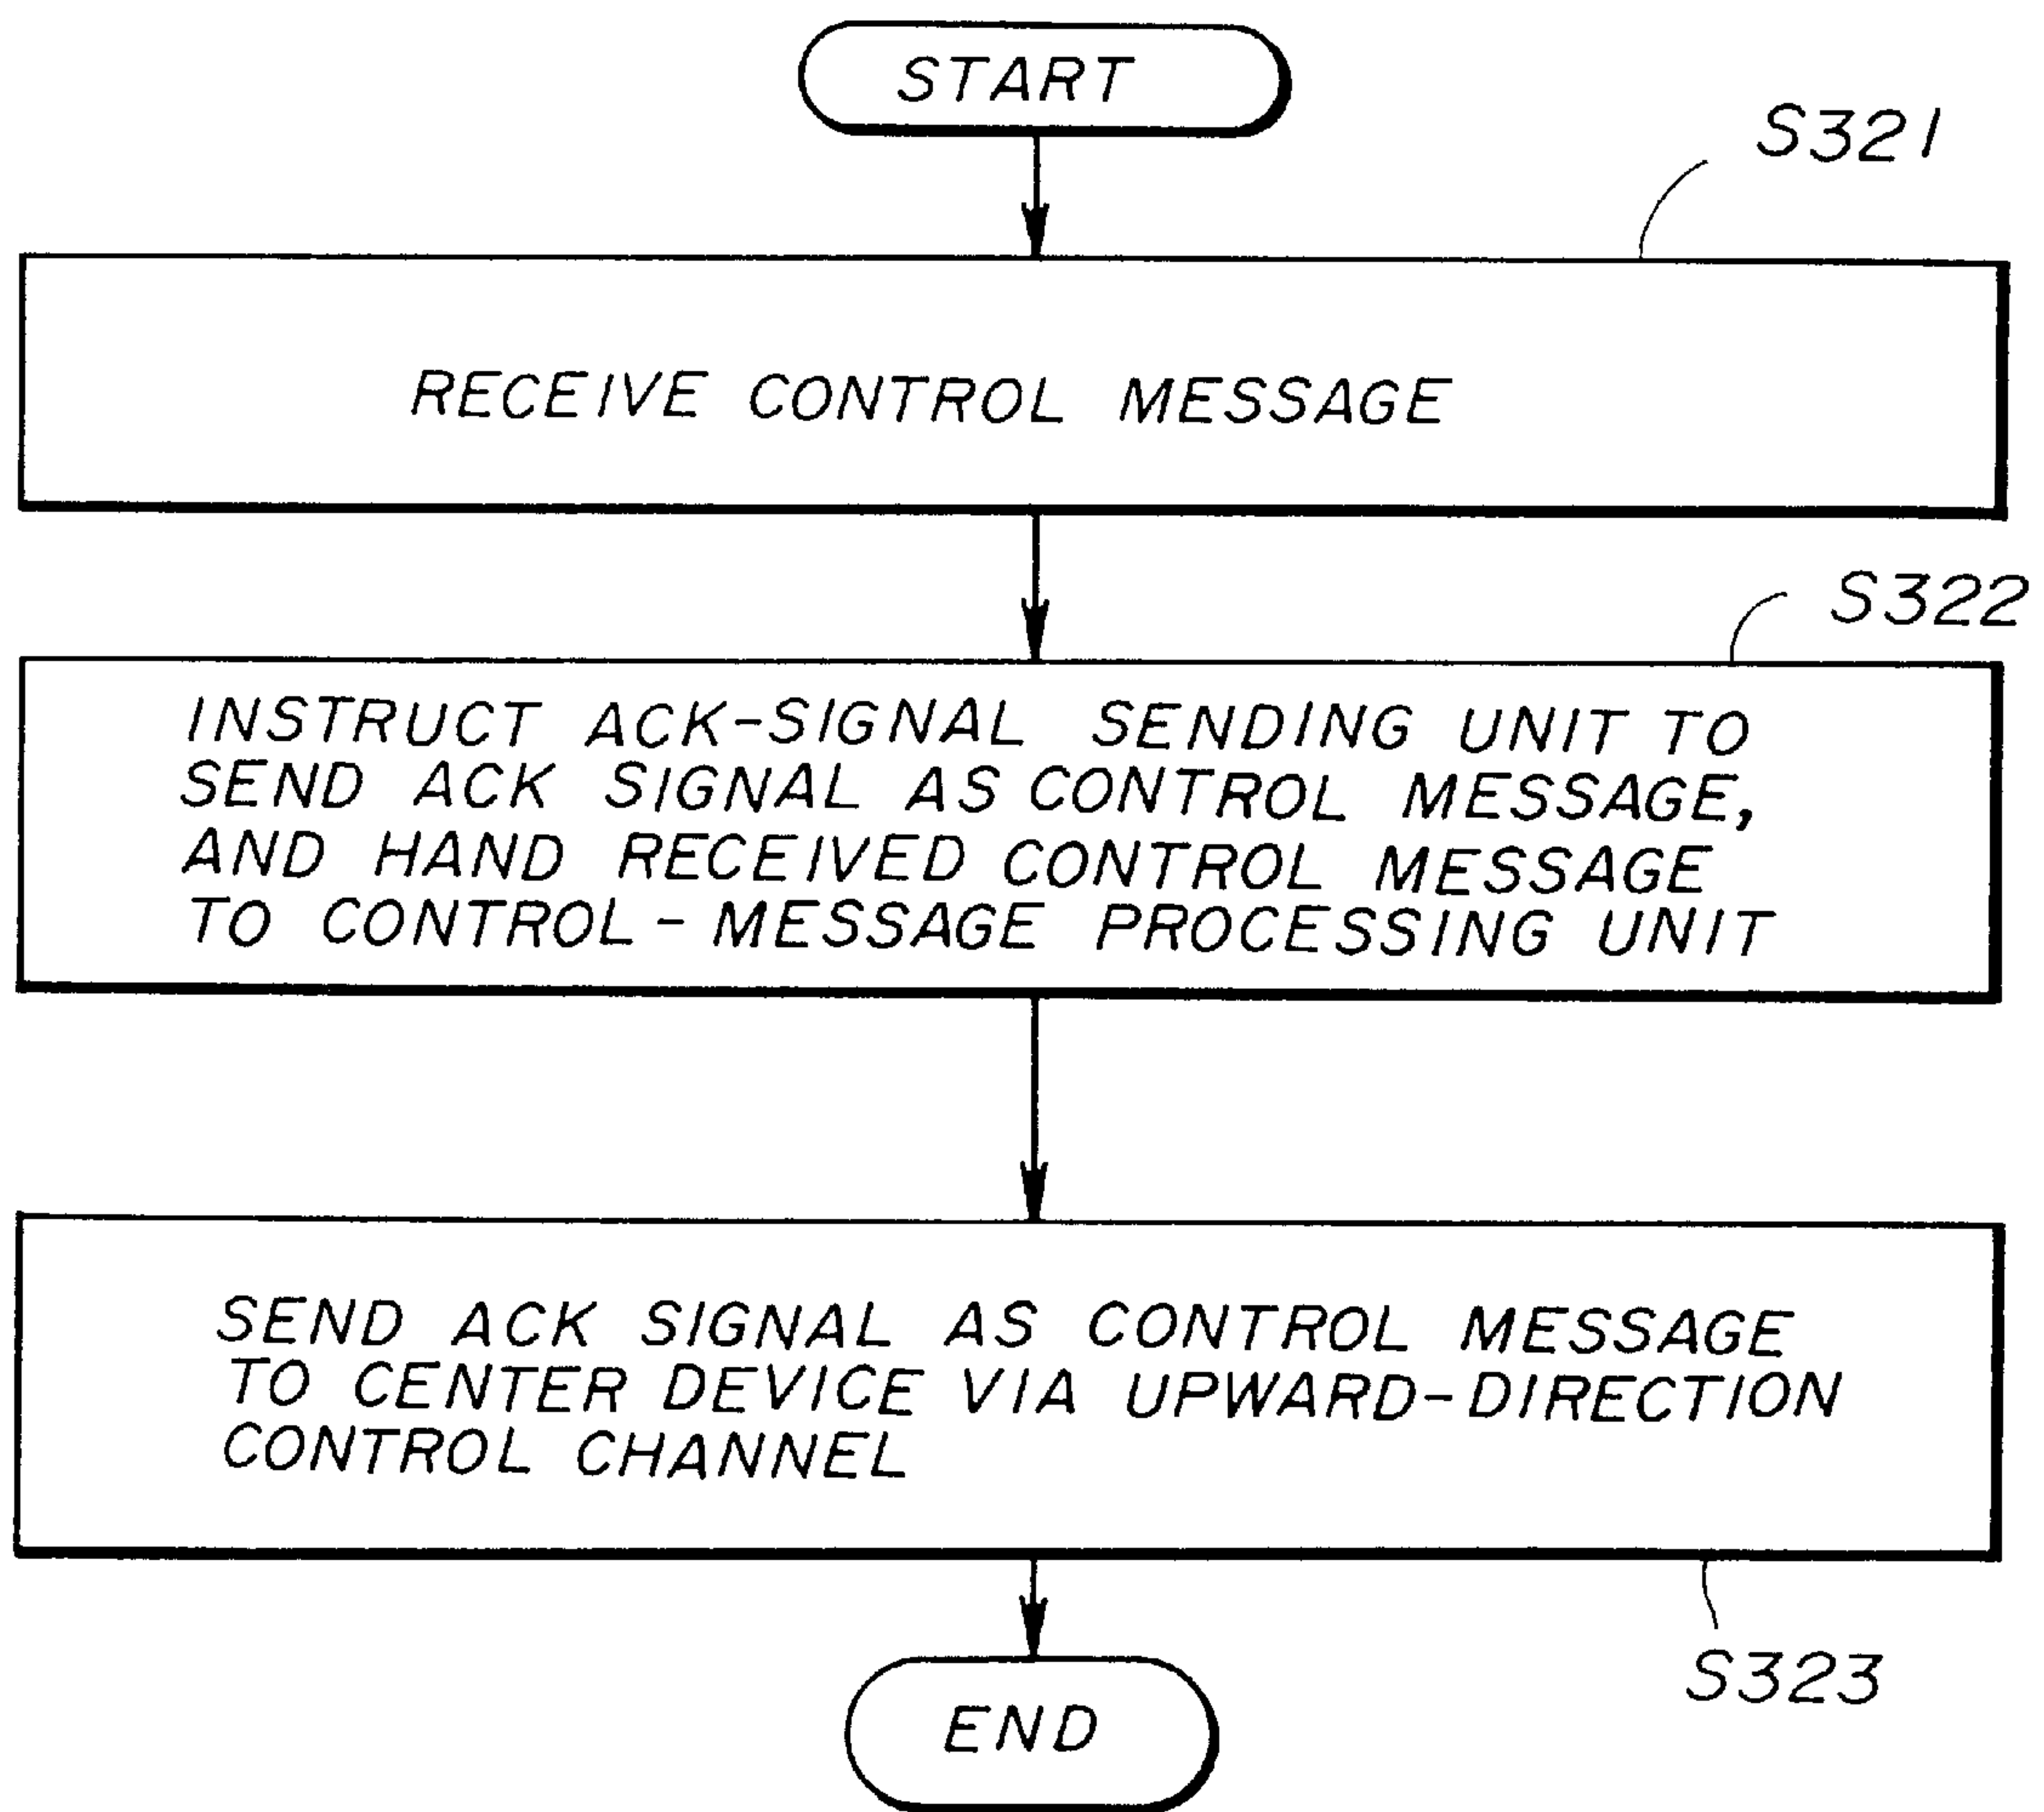 START
S321
RECEIVE CONTROL MESSAGE
S322
INSTRUCT ACK-SIGNAL SENDING UNIT TO
SEND ACK SIGNAL AS CONTROL MESSAGE,
AND HAND RECEIVED CONTROL MESSAGE
TO CONTROL-MESSAGE PROCESSING UNIT
SEND ACK SIGNAL AS CONTROL MESSAGE
TO CENTER DEVICE VIA UPWARD-DIRECTION
CONTROL CHANNEL
S323
END